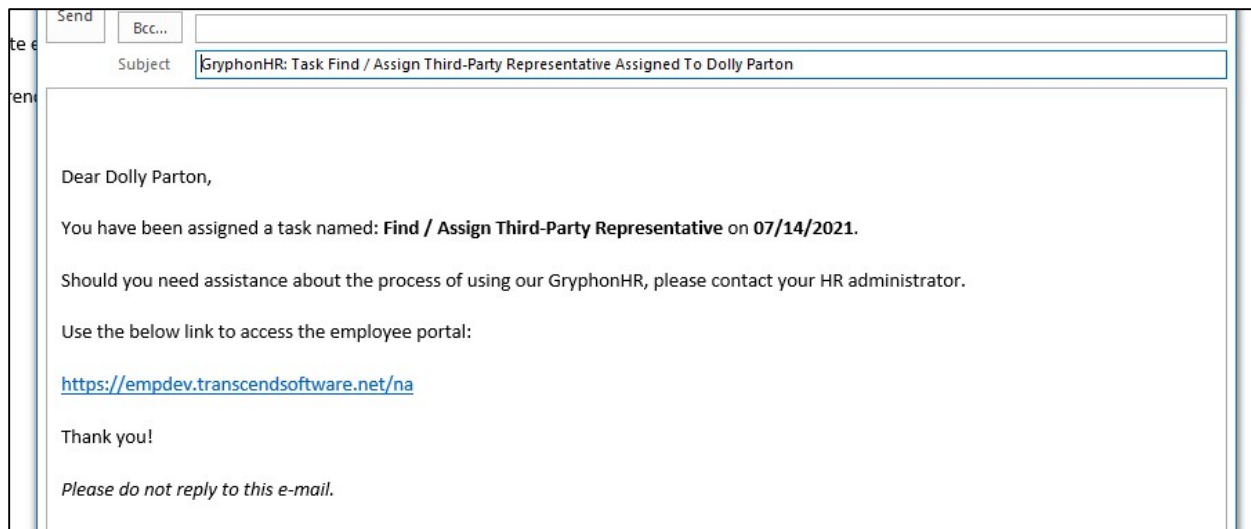 Send
Bcc...
te e
Subject
GryphonHR: Task Find / Assign Third-Party Representative Assigned To Dolly Parton
ren
Dear Dolly Parton,
You have been assigned a task named: Find / Assign Third-Party Representative on 07/14/2021.
Should you need assistance about the process of using our GryphonHR, please contact your HR administrator.
Use the below link to access the employee portal:
https://empdev.transcendsoftware.net/na
Thank you!
Please do not reply to this e-mail.